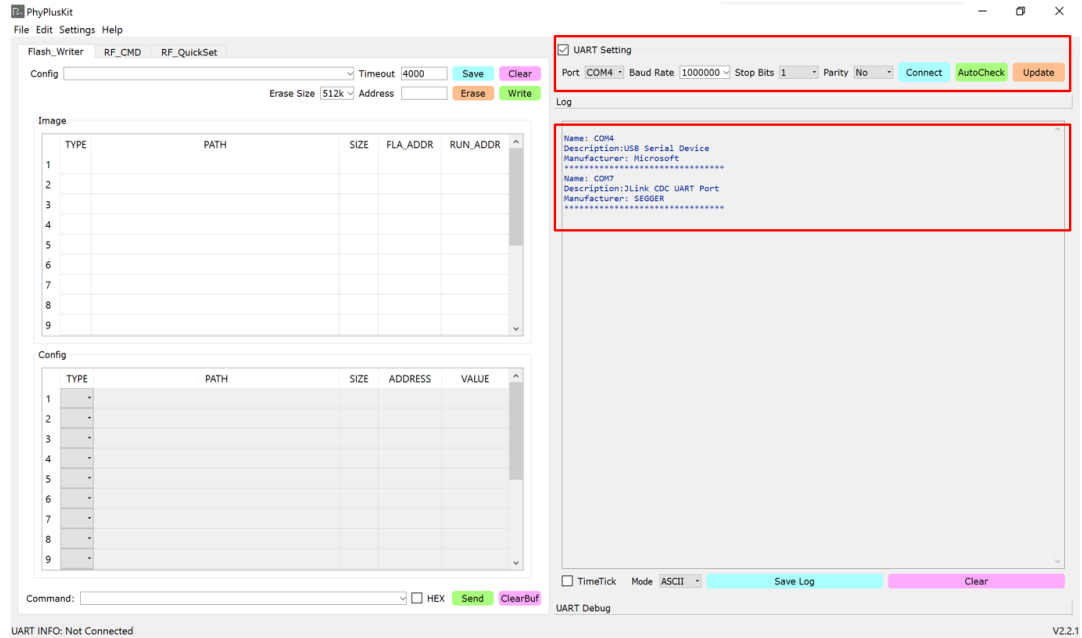 PhyPlusKit
File Edit Settings Help
Flash_Writer RF_CMD RF_QuickSet
Config Timeout 4000 Save Clear
Erase Size 512k Address Erase Write
Image
TYPE PATH SIZE FLA_ADDR RUN_ADDR
1
2
3
4
5
6
7
8
9
Config
TYPE PATH SIZE ADDRESS VALUE
1
2
3
4
5
6
7
8
9
Command: HEX Send ClearBuf
UART INFO: Not Connected
UART Setting
Port COM4 Baud Rate 1000000 Stop Bits 1 Parity No Connect AutoCheck Update
Log
Name: COM4
Description:USB Serial Device
Manufacturer: Microsoft
********************************
Name: COM7
Description:JLink CDC UART Port
Manufacturer: SEGGER
********************************
TimeTick Mode ASCII Save Log Clear
UART Debug
V2.2.1